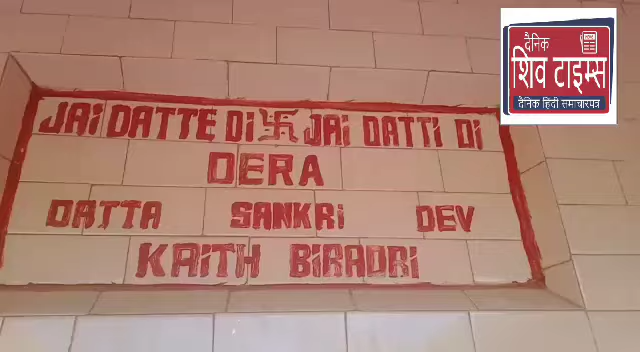 दैनिक
शिव टाइम्स
दैनिक हिंदी समाचारपत्र
JAI DATTE DI 卐 JAI DATTI DI
DERA
DATTA SANKRI DEV
KAITH BIRADRI